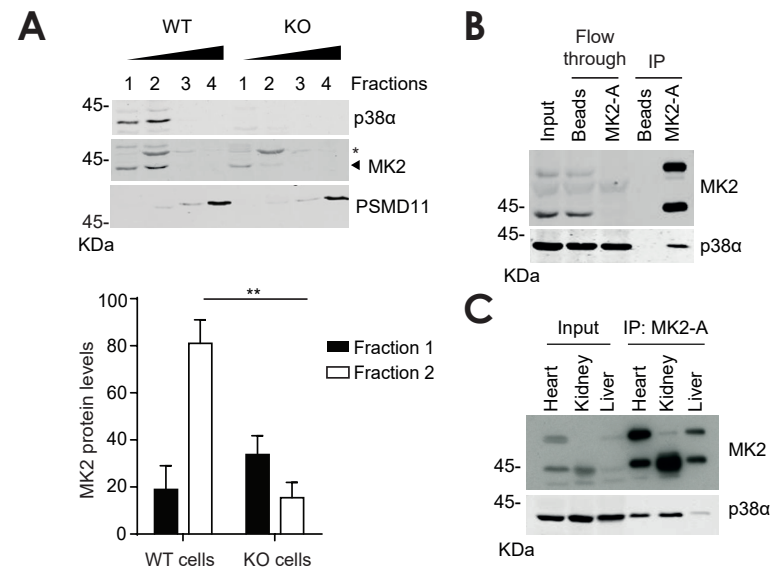 A
WT KO
1 2 3 4 1 2 3 4 Fractions
45-
p38α
45-
*
MK2
PSMD11
45-
KDa
**
100
80
60
40
20
0
MK2 protein levels
WT cells KO cells
Fraction 1
Fraction 2
B
Flow
through
IP
Input
Beads
MK2-A
Beads
MK2-A
MK2
45-
45-
p38α
KDa
C
Input IP: MK2-A
Heart
Kidney
Liver
Heart
Kidney
Liver
MK2
45-
45-
p38α
KDa